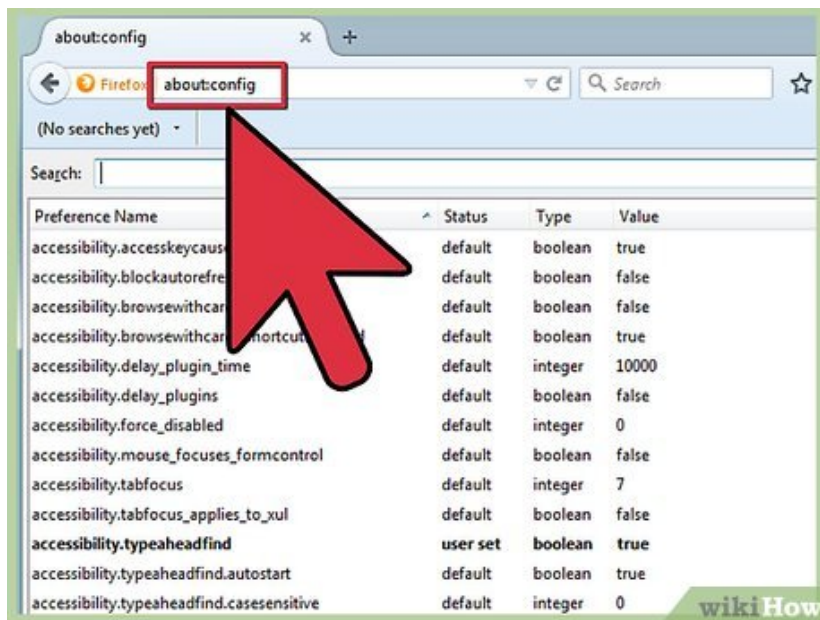 about:config
Firefox about:config Search
(No searches yet)
Search:
Preference Name Status Type Value
default boolean true
default boolean false
default boolean false
default boolean true
accessibility.delay_plugin_time default integer 10000
accessibility.delay_plugins default boolean false
accessibility.force_disabled default integer 0
accessibility.mouse_focuses_formcontrol default boolean false
accessibility.tabfocus default integer 7
accessibility.tabfocus_applies_to_xul default boolean false
accessibility.typeaheadfind user set boolean true
accessibility.typeaheadfind.autostart default boolean true
accessibility.typeaheadfind.casesensitive default integer 0
wikiHow